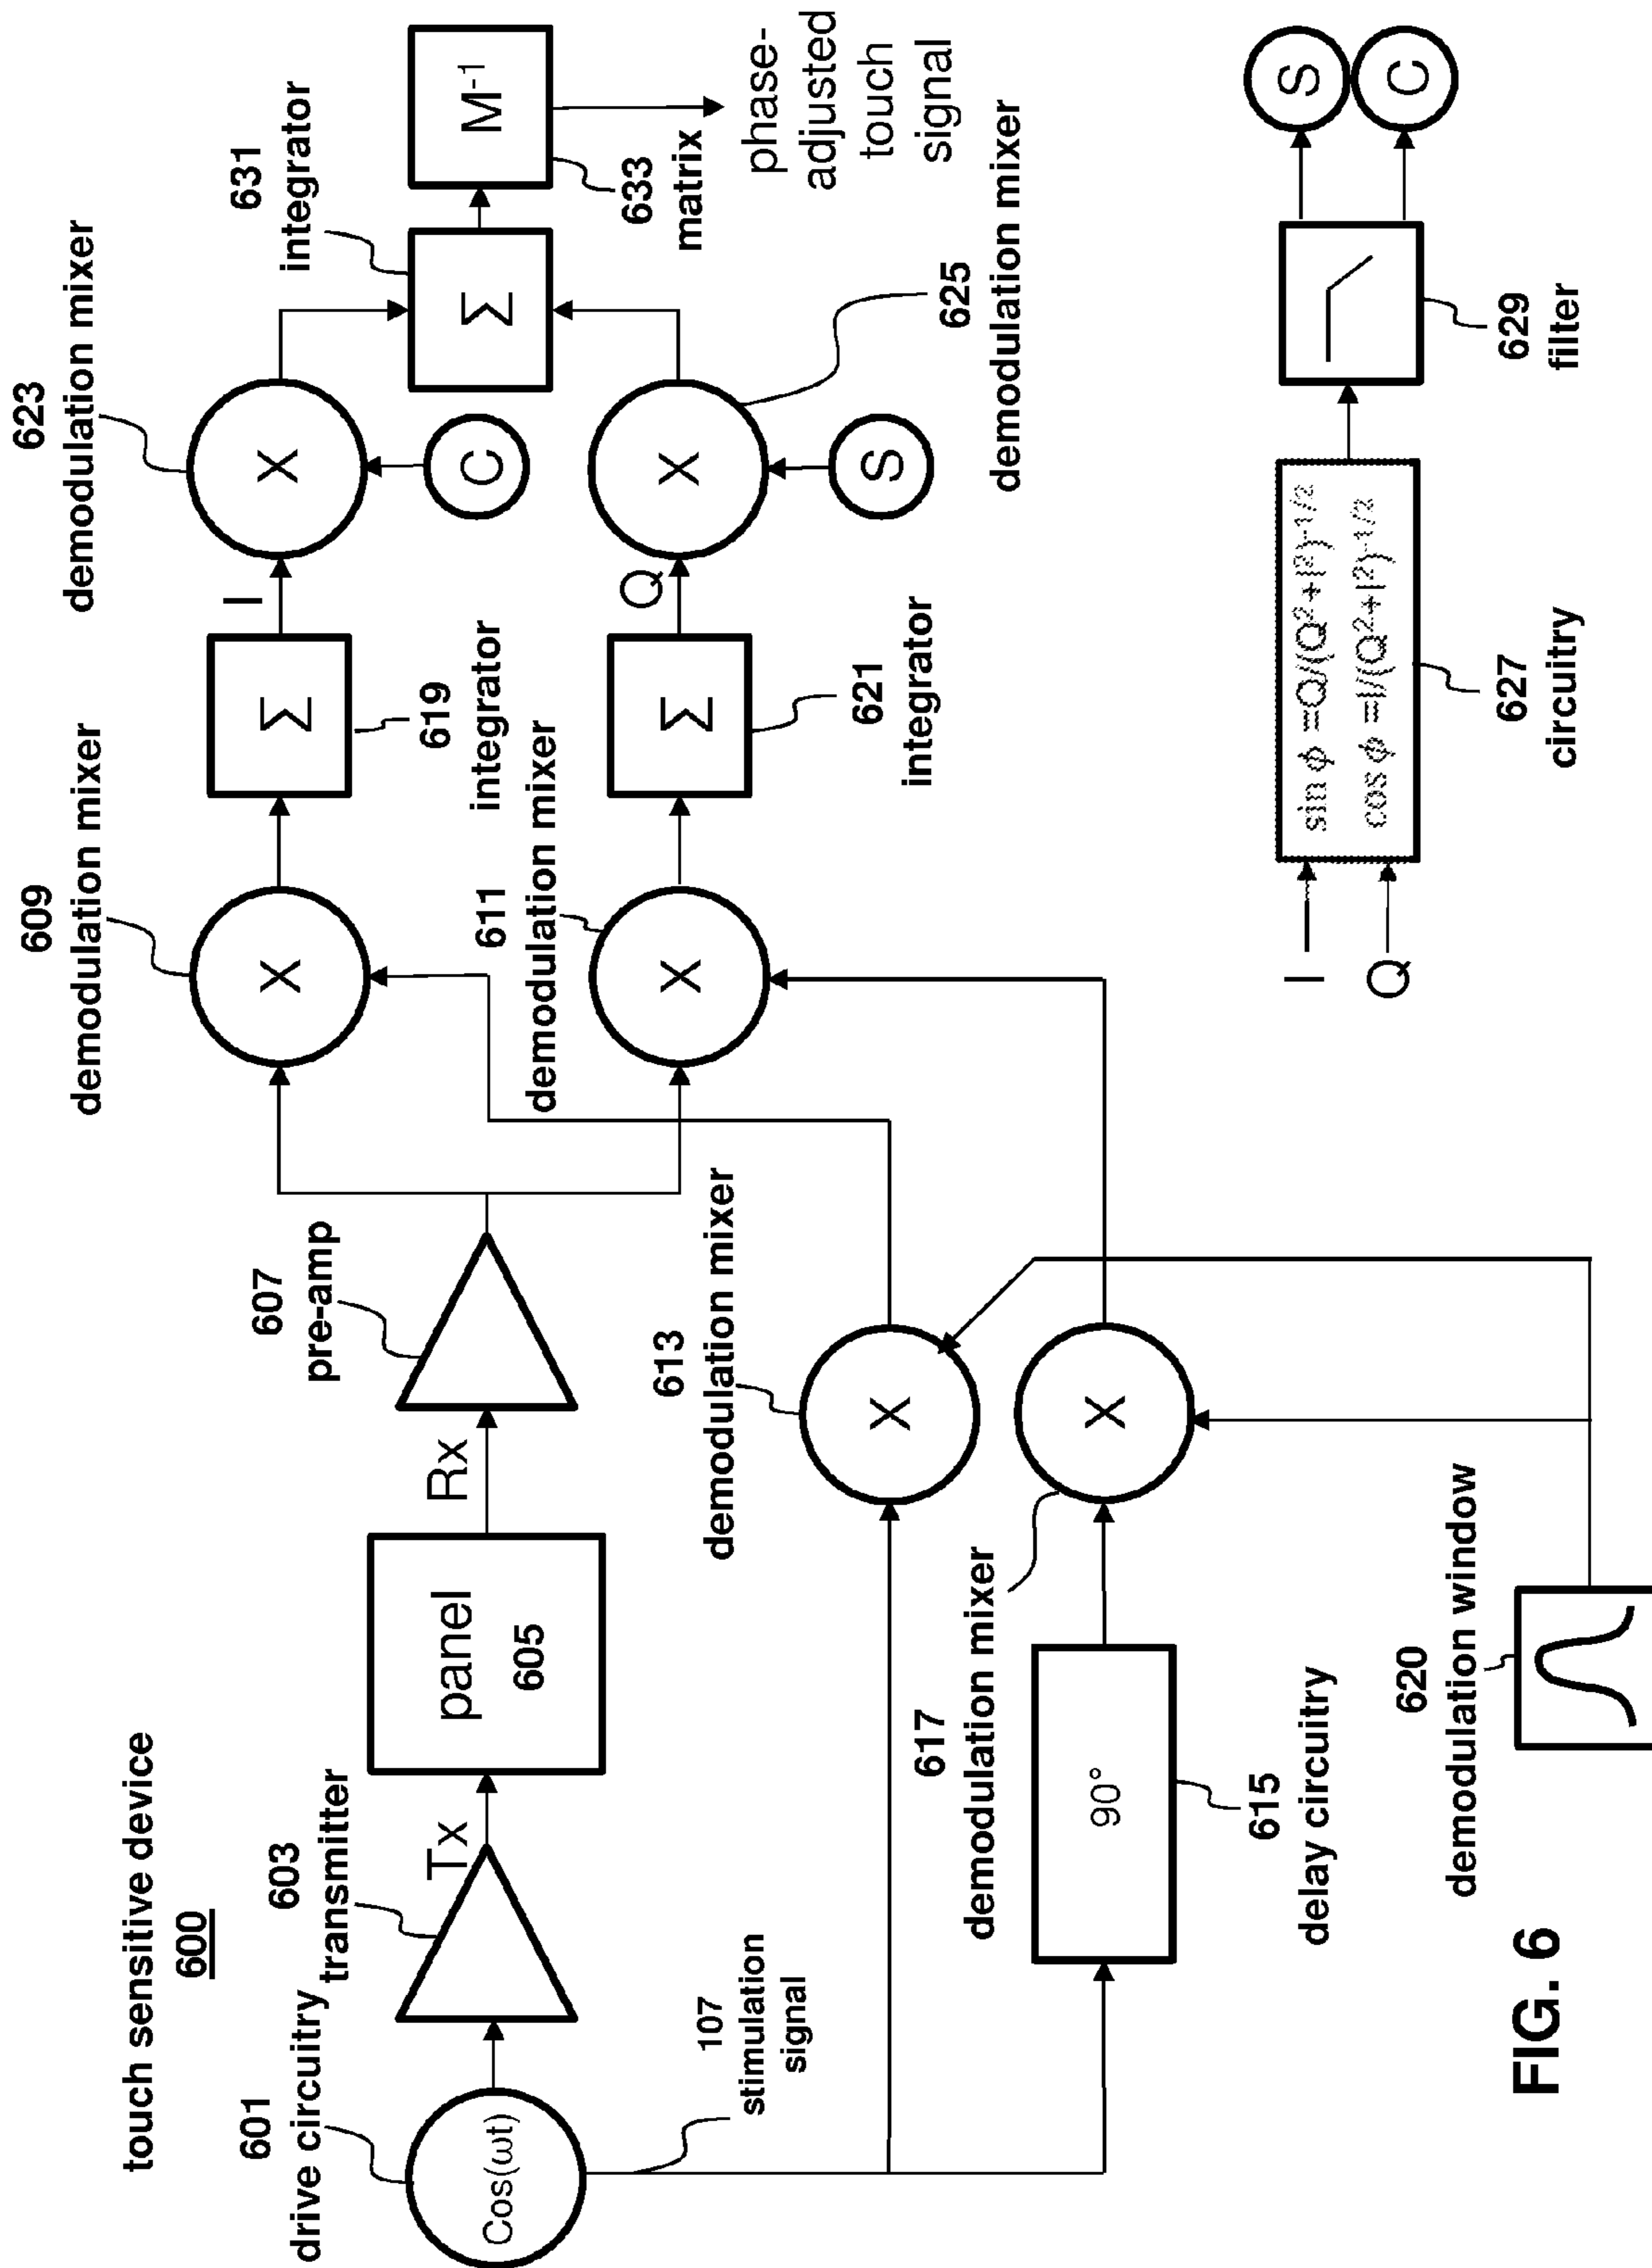 touch sensitive device
600
601
drive circuitry
Cos(ωt)
603
transmitter
Tx
panel
605
Rx
607
pre-amp
107
stimulation
signal
609
demodulation mixer
X
611
demodulation mixer
X
613
demodulation mixer
X
617
demodulation mixer
X
90°
615
delay circuitry
620
demodulation window
Σ
619
integrator
I
Σ
621
integrator
Q
623
demodulation mixer
X
C
X
625
demodulation mixer
S
631
integrator
Σ
M-1
633
matrix
phase-
adjusted
touch
signal
I
Q
sin ϕ =Q/(Q²+I²)-1/2
cos ϕ =I/(Q²+I²)-1/2
627
circuitry
629
filter
S
C
FIG. 6